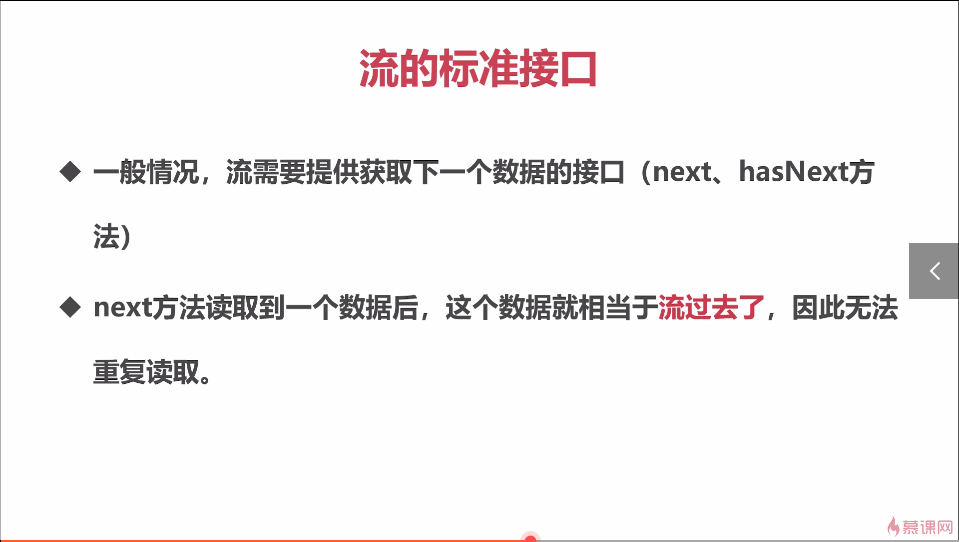 流的标准接口
◆ 一般情况，流需要提供获取下一个数据的接口（next、hasNext方
法）
◆ next方法读取到一个数据后，这个数据就相当于流过去了，因此无法
重复读取。
慕课网